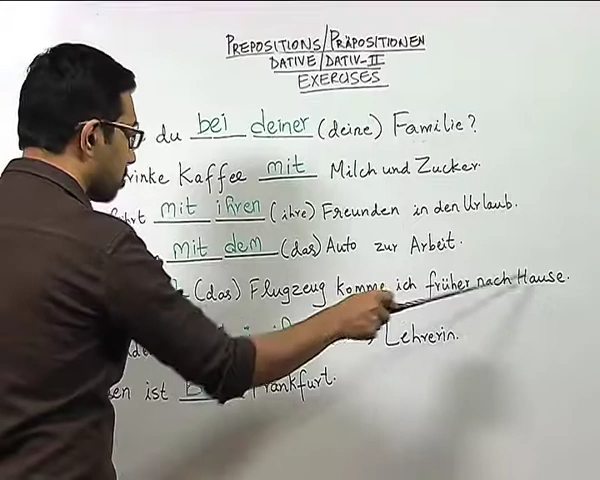 PREPOSITIONS/PRÄPOSITIONEN
DATIVE/DATIV-II
EXERCISES
du bei deiner (deine) Familie?
Kaffee mit Milch und Zucker.
mit ihren (ihre) Freunden in den Urlaub.
mit dem (das) Auto zur Arbeit.
(das) Flugzeug komme ich früher nach Hause.
Lehrerin.
ist Frankfurt.